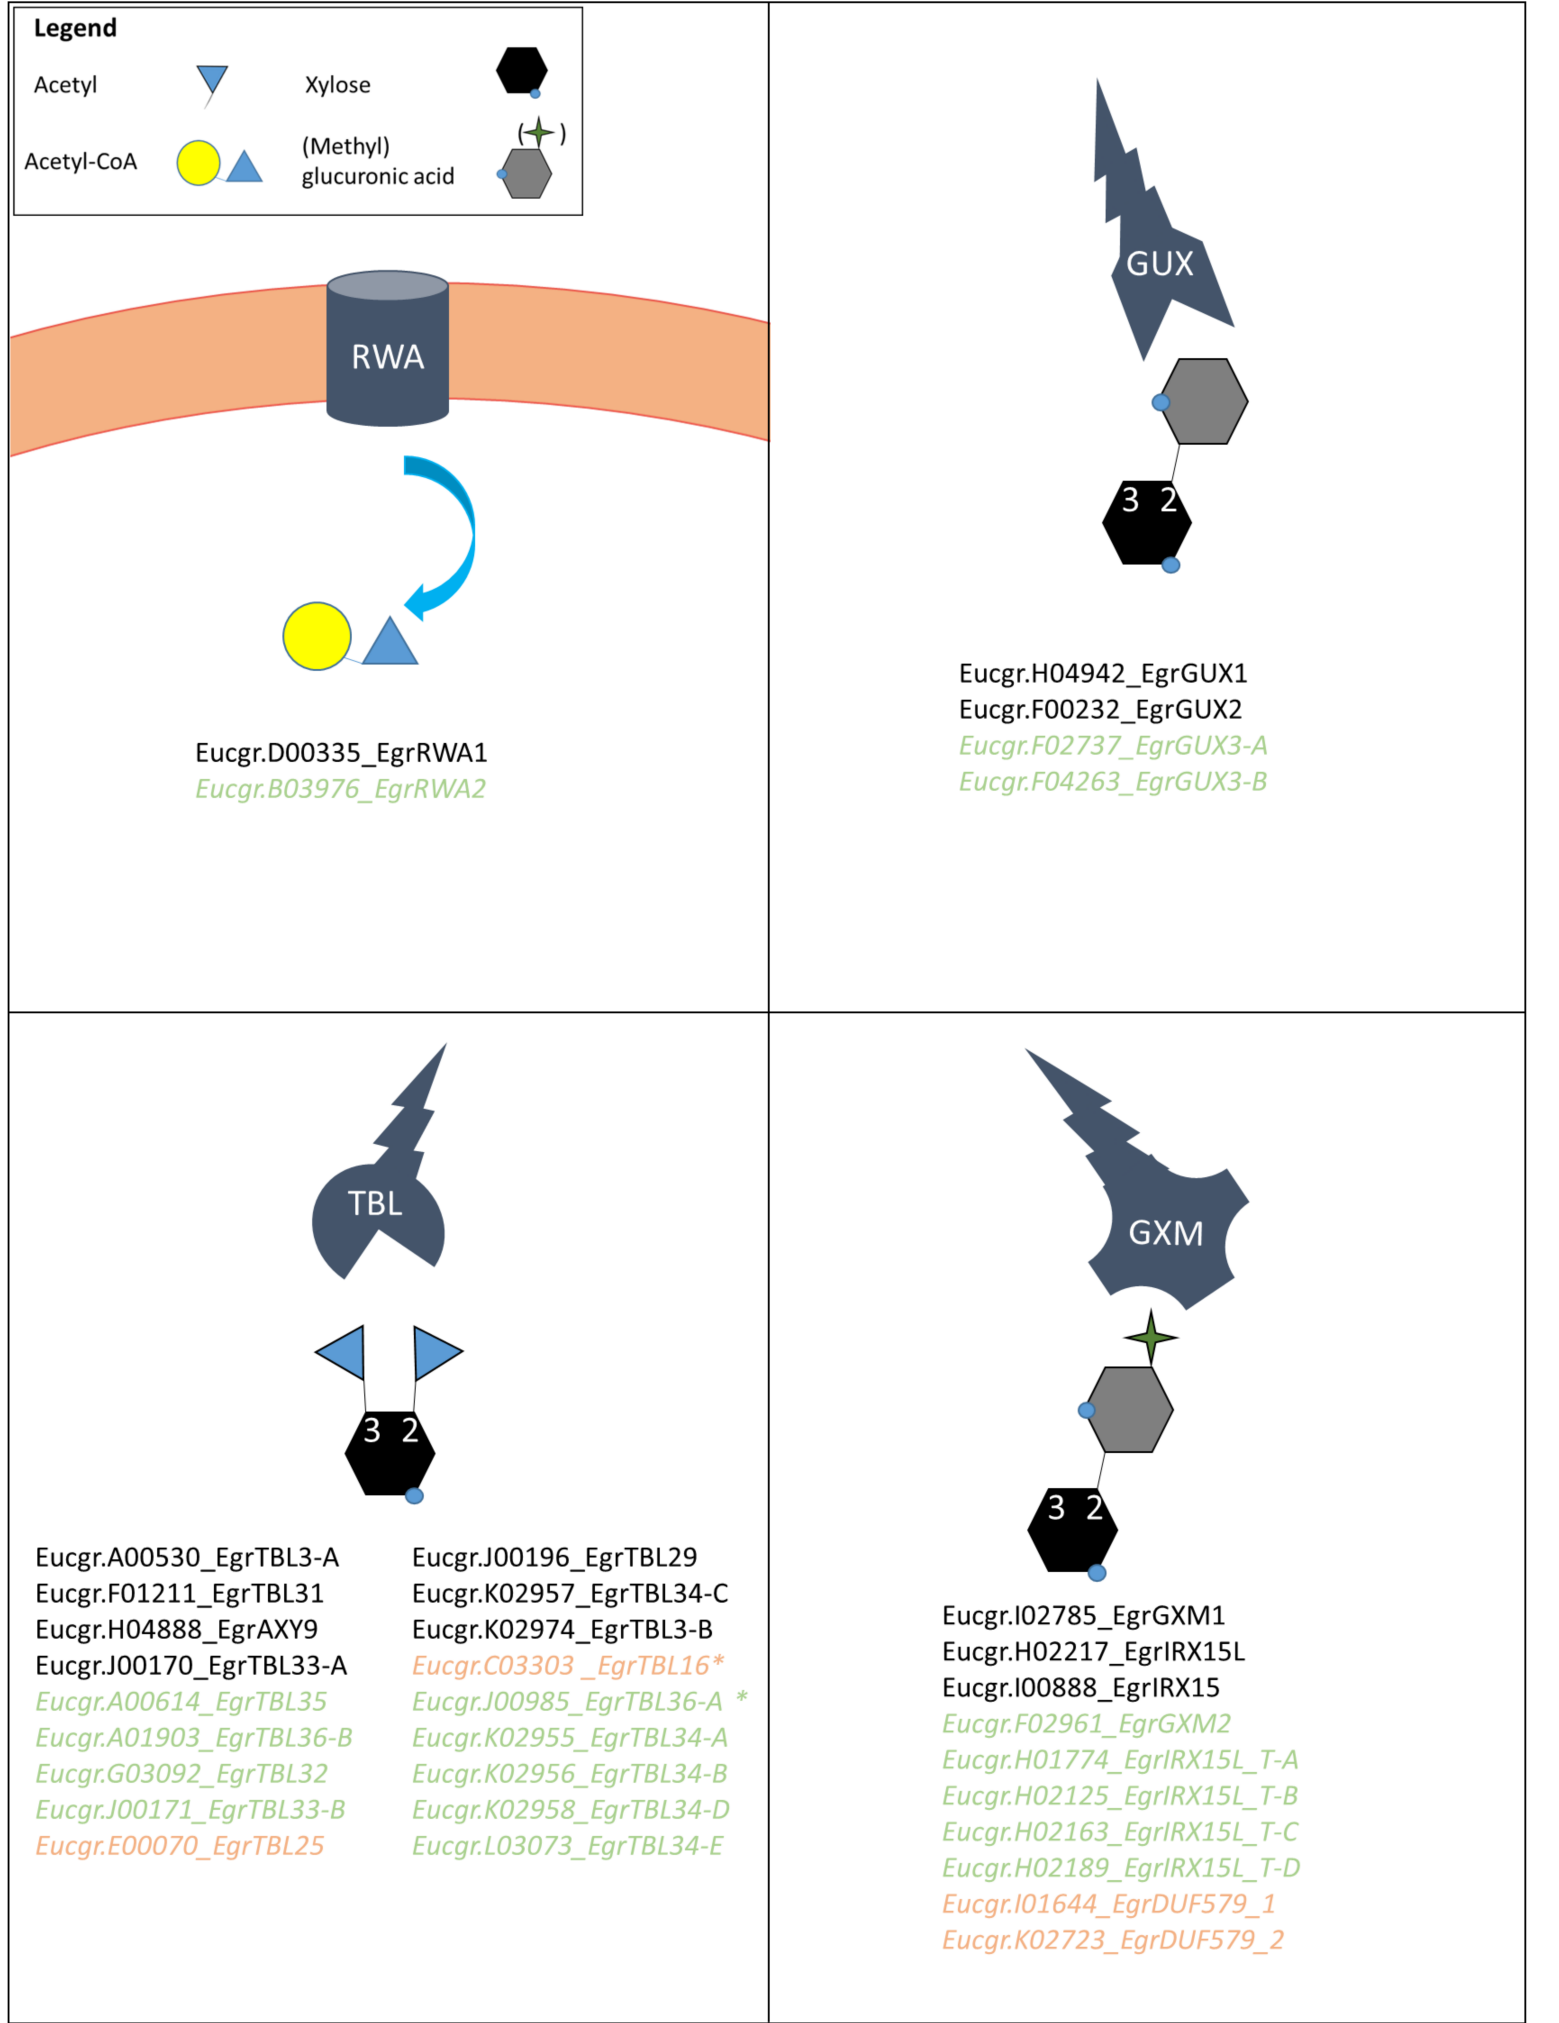 Legend
Acetyl
Xylose
Acetyl-CoA
(Methyl)
glucuronic acid
( )
RWA
Eucgr.D00335_EgrRWA1
Eucgr.B03976_EgrRWA2
GUX
3 2
Eucgr.H04942_EgrGUX1
Eucgr.F00232_EgrGUX2
Eucgr.F02737_EgrGUX3-A
Eucgr.F04263_EgrGUX3-B
TBL
3 2
Eucgr.A00530_EgrTBL3-A
Eucgr.F01211_EgrTBL31
Eucgr.H04888_EgrAXY9
Eucgr.J00170_EgrTBL33-A
Eucgr.A00614_EgrTBL35
Eucgr.A01903_EgrTBL36-B
Eucgr.G03092_EgrTBL32
Eucgr.J00171_EgrTBL33-B
Eucgr.E00070_EgrTBL25
Eucgr.J00196_EgrTBL29
Eucgr.K02957_EgrTBL34-C
Eucgr.K02974_EgrTBL3-B
Eucgr.C03303 _EgrTBL16*
Eucgr.J00985_EgrTBL36-A *
Eucgr.K02955_EgrTBL34-A
Eucgr.K02956_EgrTBL34-B
Eucgr.K02958_EgrTBL34-D
Eucgr.L03073_EgrTBL34-E
GXM
3 2
Eucgr.I02785_EgrGXM1
Eucgr.H02217_EgrIRX15L
Eucgr.I00888_EgrIRX15
Eucgr.F02961_EgrGXM2
Eucgr.H01774_EgrIRX15L_T-A
Eucgr.H02125_EgrIRX15L_T-B
Eucgr.H02163_EgrIRX15L_T-C
Eucgr.H02189_EgrIRX15L_T-D
Eucgr.I01644_EgrDUF579_1
Eucgr.K02723_EgrDUF579_2